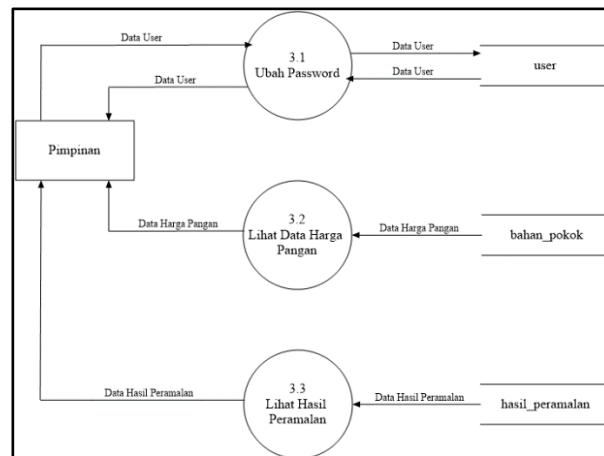 Data User
3.1
Ubah Password
Data User
Data User
Data User
user
Pimpinan
Data Harga Pangan
3.2
Lihat Data Harga
Pangan
Data Harga Pangan
bahan_pokok
Data Hasil Peramalan
3.3
Lihat Hasil
Peramalan
Data Hasil Peramalan
hasil_peramalan